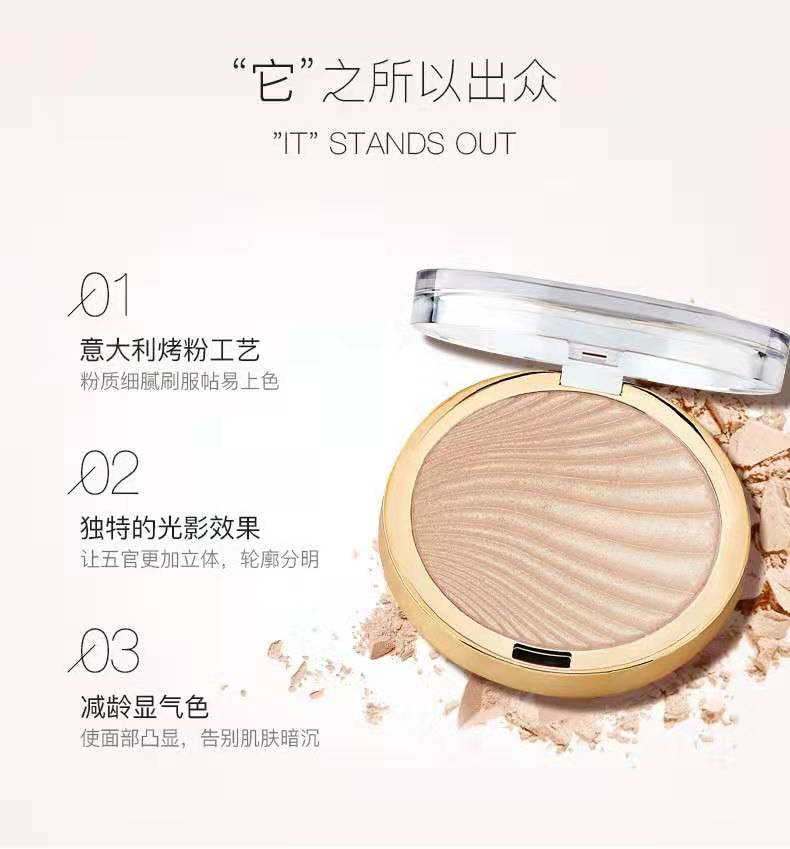 “它”之所以出众
”IT” STANDS OUT
01
意大利烤粉工艺
粉质细腻刷服帖易上色
02
独特的光影效果
让五官更加立体，轮廓分明
03
减龄显气色
使面部凸显，告别肌肤暗沉